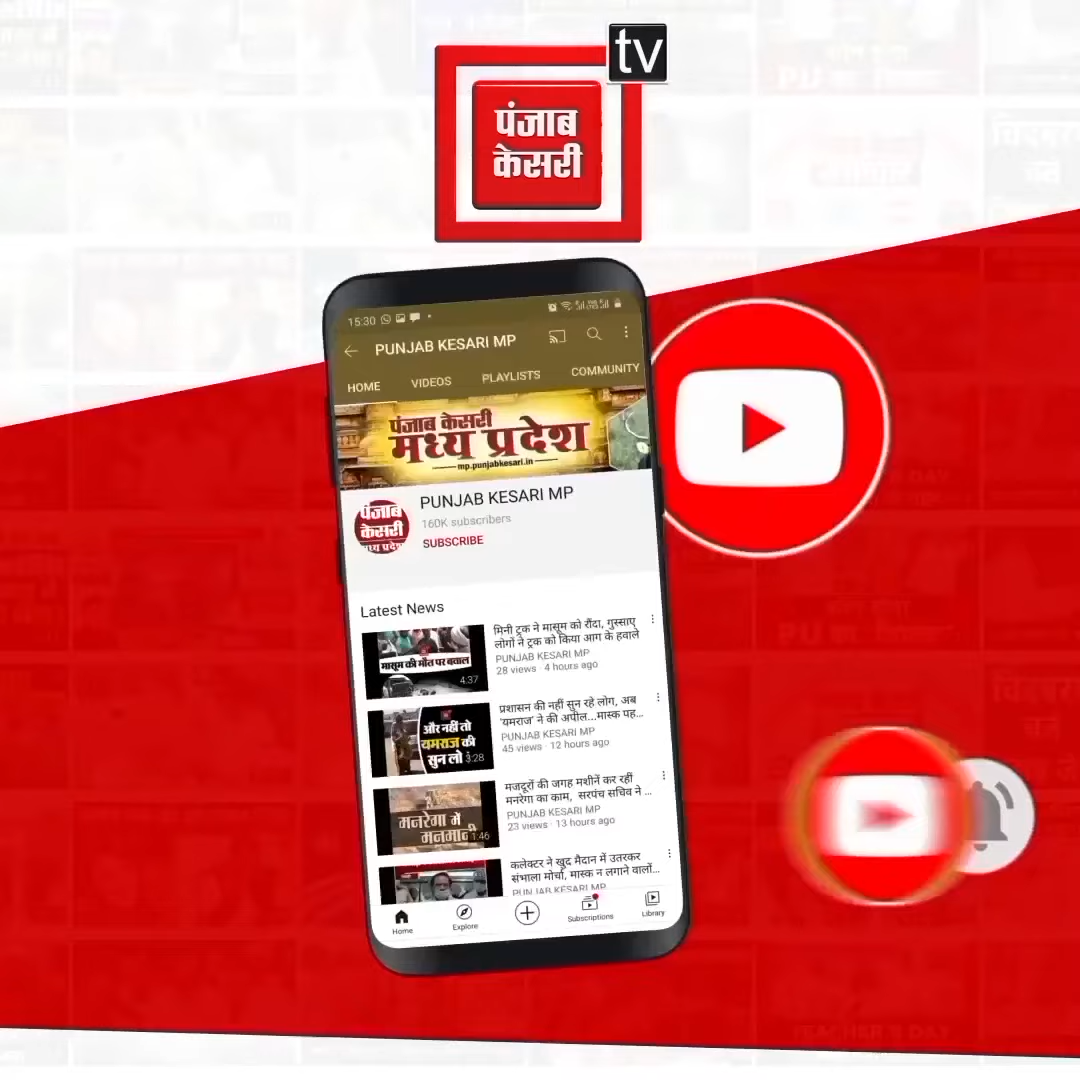 tv
पंजाब
केसरी
15:30
PUNJAB KESARI MP
HOME VIDEOS PLAYLISTS COMMUNITY
पंजाब केसरी
मध्य प्रदेश
mp.punjabkesari.in
पंजाब
केसरी
PUNJAB KESARI MP
160K subscribers
SUBSCRIBE
Latest News
मासूम की मौत पर बवाल
4:37
मिनी ट्रक ने मासूम को रौंदा, गुस्साए
लोगों ने ट्रक को किया आग के हवाले
PUNJAB KESARI MP
28 views · 4 hours ago
और नहीं तो
यमराज की
सुन लो
3:28
प्रशासन की नहीं सुन रहे लोग, अब
'यमराज' ने की अपील...मास्क पह...
PUNJAB KESARI MP
45 views · 12 hours ago
मनरेगा में
मनमानी
1:46
मजदूरों की जगह मशीनें कर रहीं
मनरेगा का काम, सरपंच सचिव ने ...
PUNJAB KESARI MP
23 views · 13 hours ago
कलेक्टर ने खुद मैदान में उतरकर
संभाला मोर्चा, मास्क न लगाने वालों...
PUNJAB KESARI MP
Home Explore Subscriptions Library
TEACHER'S DAY